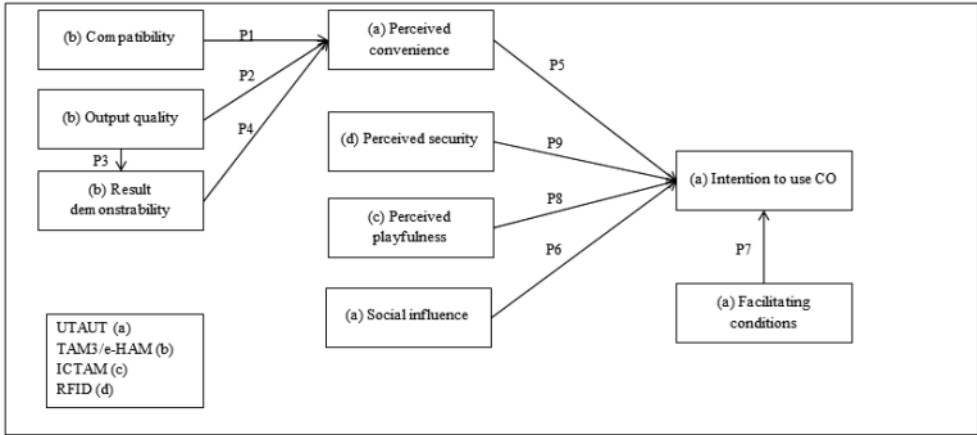 (b) Compatibility
P1
(a) Perceived
convenience
P2
P5
(b) Output quality
P4
(d) Perceived security
P9
P3
(b) Result
demonstrability
(a) Intention to use CO
P8
(c) Perceived
playfulness
P6
P7
(a) Social influence
(a) Facilitating
conditions
UTAUT (a)
TAM3/e-HAM (b)
ICTAM (c)
RFID (d)